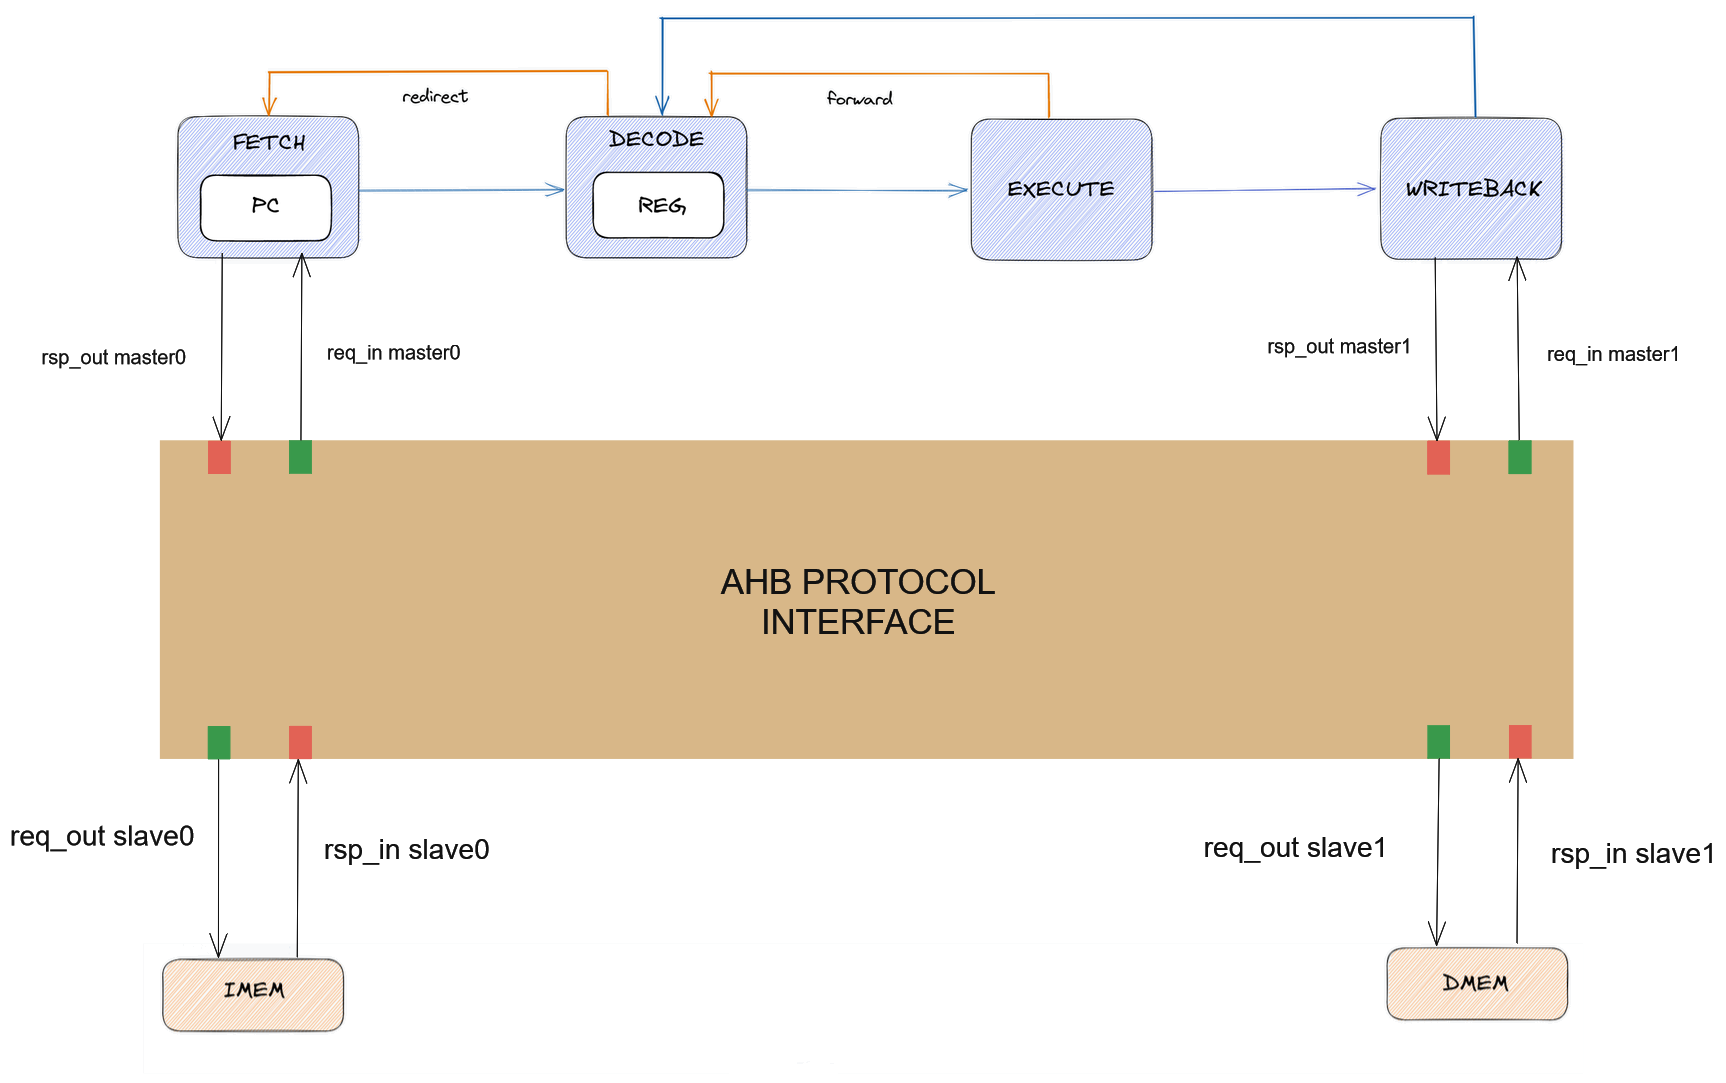 redirect
forward
FETCH
DECODE
PC
REG
EXECUTE
WRITEBACK
rsp_out master0
req_in master0
rsp_out master1
req_in master1
AHB PROTOCOL
INTERFACE
req_out slave0
rsp_in slave0
req_out slave1
rsp_in slave1
IMEM
DMEM